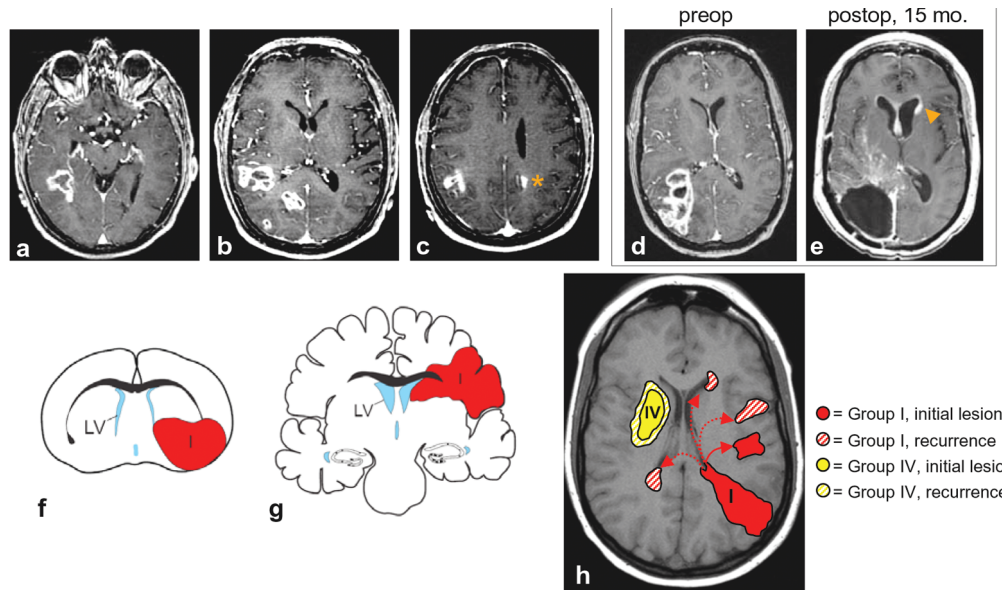 preop
postop, 15 mo.
a
b
c
*
d
e
LV
I
f
LV
I
g
IV
I
h
= Group I, initial lesion
= Group I, recurrence
= Group IV, initial lesio
= Group IV, recurrence